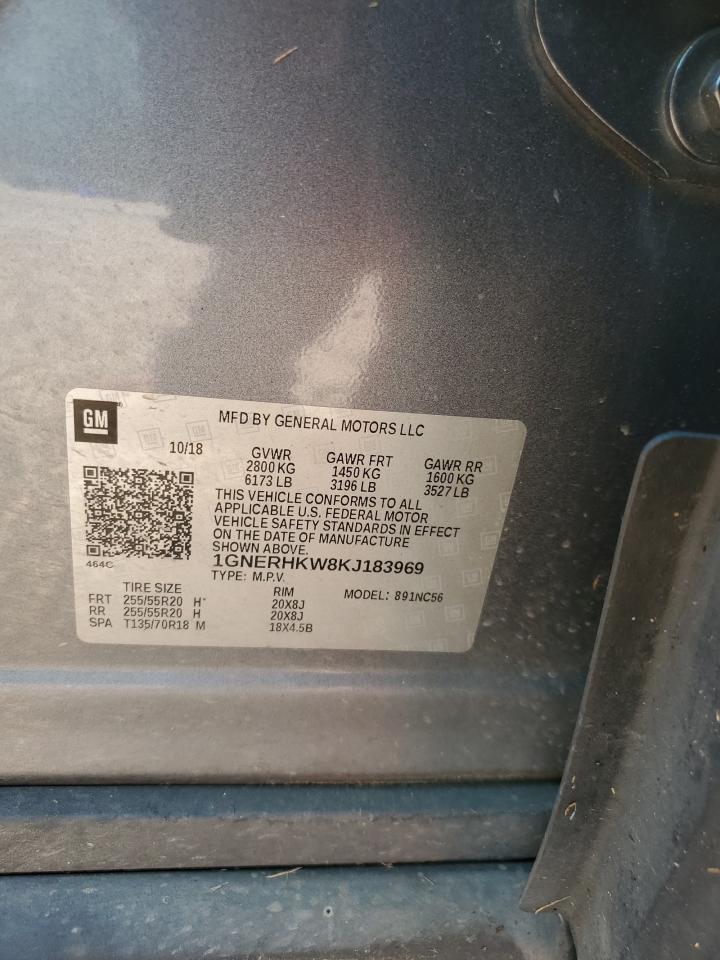 GM
MFD BY GENERAL MOTORS LLC
10/18
GVWR GAWR FRT GAWR RR
2800 KG 1450 KG 1600 KG
6173 LB 3196 LB 3527 LB
THIS VEHICLE CONFORMS TO ALL
APPLICABLE U.S. FEDERAL MOTOR
VEHICLE SAFETY STANDARDS IN EFFECT
ON THE DATE OF MANUFACTURE
SHOWN ABOVE.
464C
1GNERHKW8KJ183969
TYPE: M.P.V. MODEL: 891NC56
TIRE SIZE RIM
FRT 255/55R20 H 20X8J
RR 255/55R20 H 20X8J
SPA T135/70R18 M 18X4.5B